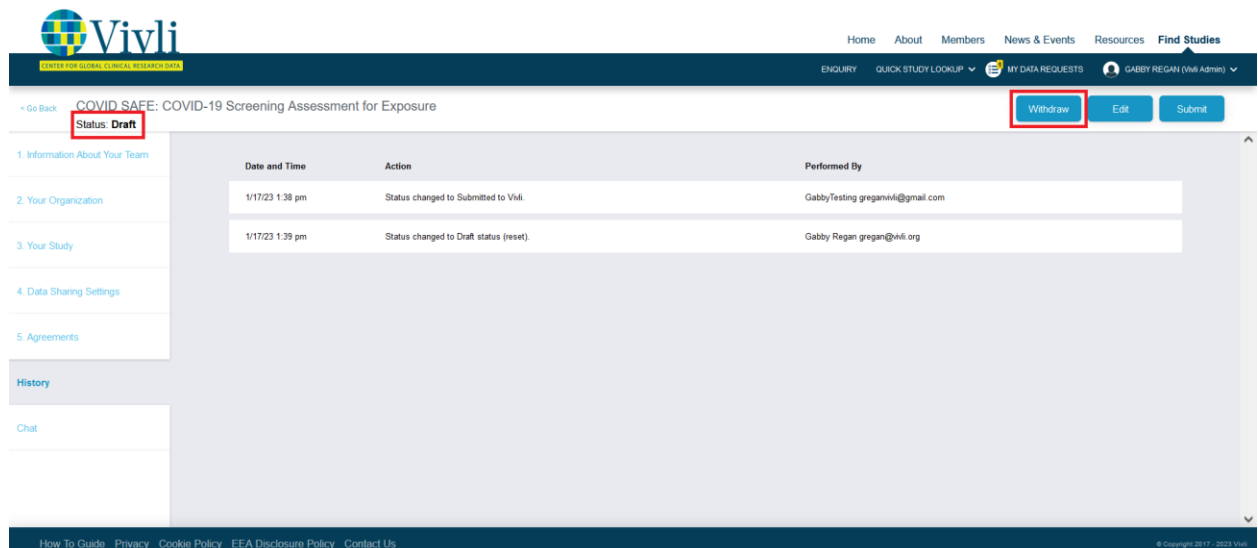 Vivli
CENTER FOR GLOBAL CLINICAL RESEARCH DATA
Home About Members News & Events Resources Find Studies
ENQUIRY QUICK STUDY LOOKUP MY DATA REQUESTS GABBY REGAN (Vivli Admin)
< Go Back COVID SAFE: COVID-19 Screening Assessment for Exposure
Status: Draft
Withdraw Edit Submit
1. Information About Your Team
2. Your Organization
3. Your Study
4. Data Sharing Settings
5. Agreements
History
Chat
Date and Time Action Performed By
1/17/23 1:38 pm Status changed to Submitted to Vivli. GabbyTesting greganvivli@gmail.com
1/17/23 1:39 pm Status changed to Draft status (reset). Gabby Regan gregan@vivli.org
How To Guide Privacy Cookie Policy EEA Disclosure Policy Contact Us
© Copyright 2017 - 2023 Vivli